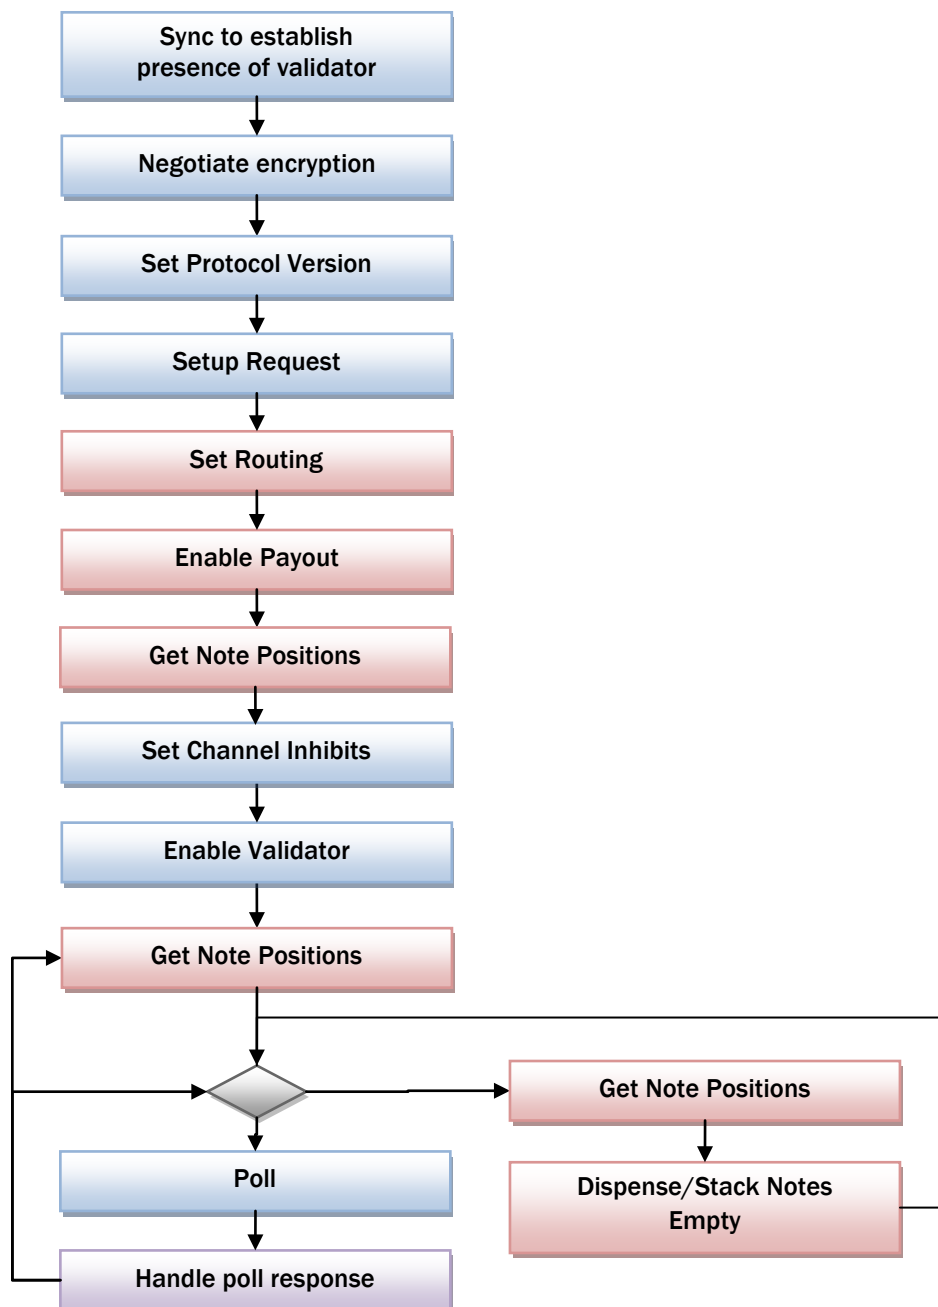 Sync to establish
presence of validator
Negotiate encryption
Set Protocol Version
Setup Request
Set Routing
Enable Payout
Get Note Positions
Set Channel Inhibits
Enable Validator
Get Note Positions
Get Note Positions
Poll
Dispense/Stack Notes
Empty
Handle poll response